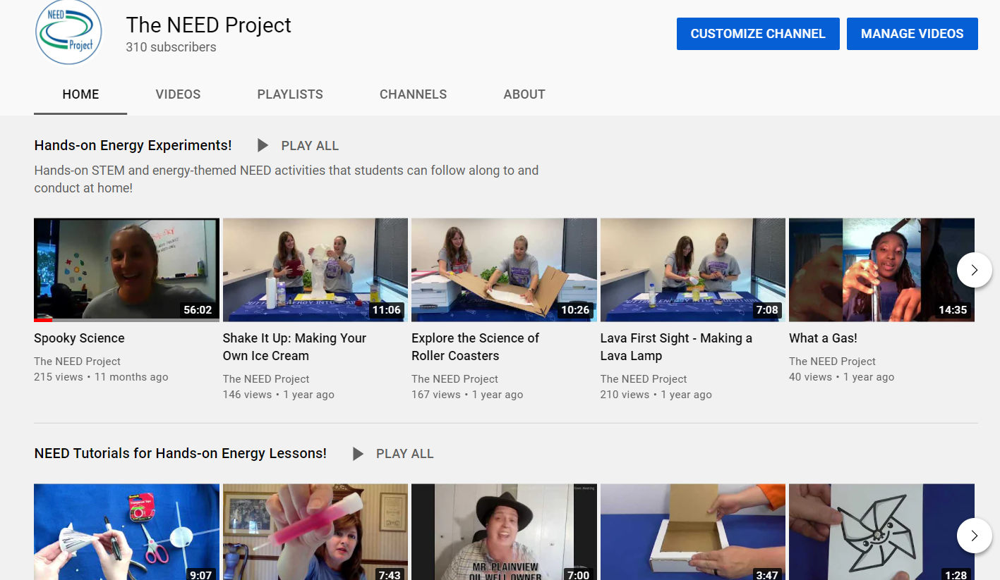 NEED
Project
The NEED Project
310 subscribers
CUSTOMIZE CHANNEL
MANAGE VIDEOS
HOME
VIDEOS
PLAYLISTS
CHANNELS
ABOUT
Hands-on Energy Experiments!
PLAY ALL
Hands-on STEM and energy-themed NEED activities that students can follow along to and
conduct at home!
56:02
11:06
10:26
7:08
14:35
Spooky Science
The NEED Project
215 views • 11 months ago
Shake It Up: Making Your
Own Ice Cream
The NEED Project
146 views • 1 year ago
Explore the Science of
Roller Coasters
The NEED Project
167 views • 1 year ago
Lava First Sight - Making a
Lava Lamp
The NEED Project
210 views • 1 year ago
What a Gas!
The NEED Project
40 views • 1 year ago
NEED Tutorials for Hands-on Energy Lessons!
PLAY ALL
Scotch
9:07
7:43
MR. PLAINVIEW
OIL WELL OWNER
7:00
3:47
1:28